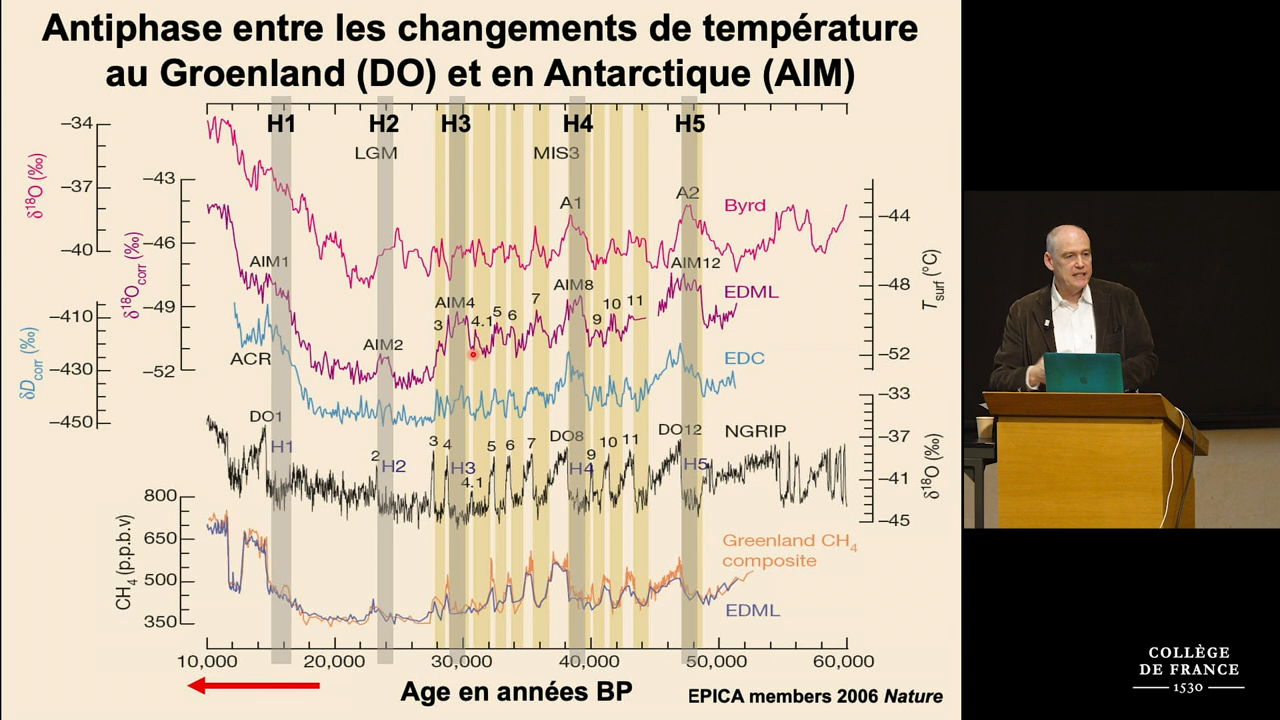 Antiphase entre les changements de température
au Groenland (DO) et en Antarctique (AIM)
H1 H2 H3 H4 H5
LGM MIS3
−34
−37
−40
δ18O (‰)
−43
−46
−49
−52
δ18Ocorr (‰)
−410
−430
−450
δDcorr (‰)
A1 A2 Byrd
−44
−48
−52
Tsurf (°C)
AIM1 AIM2 AIM4 AIM8 AIM12 EDML
3 4.1 5 6 7 9 10 11
ACR EDC
DO1 2 3 4 4.1 5 6 7 DO8 9 10 11 DO12 NGRIP
H1 H2 H3 H4 H5
−33
−37
−41
−45
δ18O (‰)
800
650
500
350
CH4 (p.p.b.v)
Greenland CH4
composite
EDML
10,000 20,000 30,000 40,000 50,000 60,000
Age en années BP
EPICA members 2006 Nature
COLLÈGE
DE FRANCE
1530